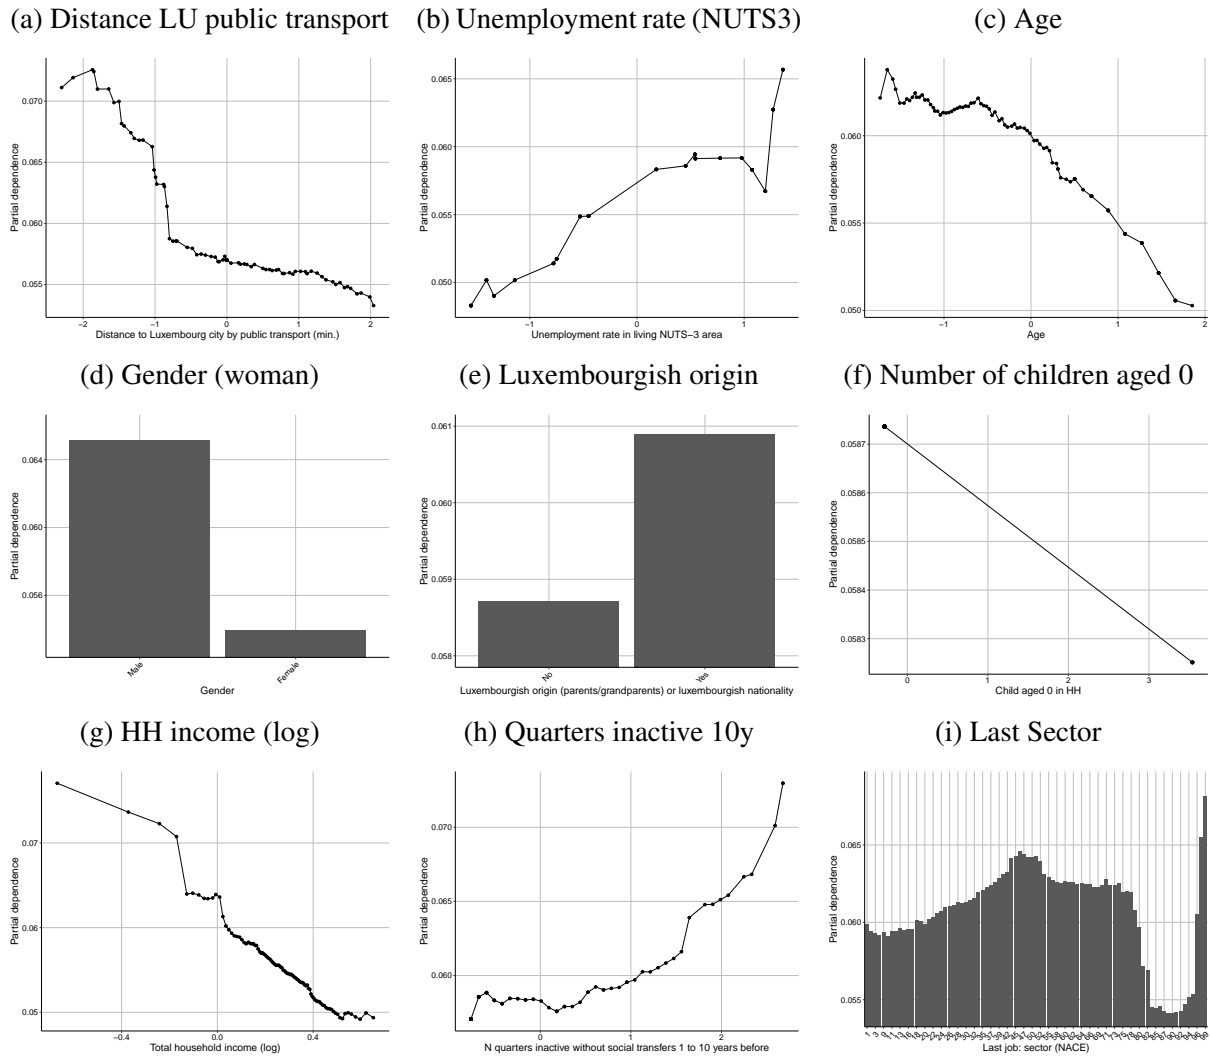 (a) Distance LU public transport
(b) Unemployment rate (NUTS3)
(c) Age
Partial dependence
0.070
0.065
0.060
0.055
−2
−1
0
1
2
Distance to Luxembourg city by public transport (min.)
Partial dependence
0.065
0.060
0.055
0.050
−1
0
1
Unemployment rate in living NUTS−3 area
Partial dependence
0.060
0.055
0.050
−1
0
1
2
Age
(d) Gender (woman)
(e) Luxembourgish origin
(f) Number of children aged 0
Partial dependence
0.064
0.060
0.056
Male
Female
Gender
Partial dependence
0.061
0.060
0.059
0.058
No
Yes
Luxembourgish origin (parents/grandparents) or luxembourgish nationality
Partial dependence
0.0587
0.0586
0.0585
0.0584
0.0583
0
1
2
3
Child aged 0 in HH
(g) HH income (log)
(h) Quarters inactive 10y
(i) Last Sector
Partial dependence
0.07
0.06
0.05
−0.4
0.0
0.4
Total household income (log)
Partial dependence
0.070
0.065
0.060
0
1
2
N quarters inactive without social transfers 1 to 10 years before
Partial dependence
0.065
0.060
0.055
Last job: sector (NACE)